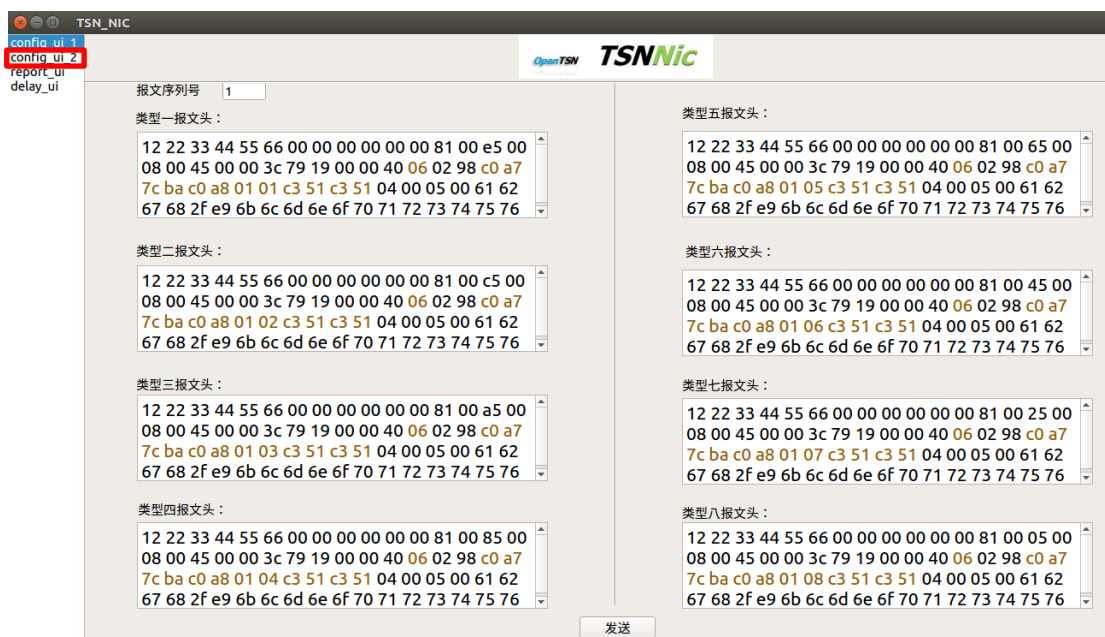 TSN_NIC
config_ui_1
config_ui_2
report_ui
delay_ui
OpenTSN
TSNNic
报文序列号 1
类型一报文头：
12 22 33 44 55 66 00 00 00 00 00 00 81 00 e5 00
08 00 45 00 00 3c 79 19 00 00 40 06 02 98 c0 a7
7c ba c0 a8 01 01 c3 51 c3 51 04 00 05 00 61 62
67 68 2f e9 6b 6c 6d 6e 6f 70 71 72 73 74 75 76
类型二报文头：
12 22 33 44 55 66 00 00 00 00 00 00 81 00 c5 00
08 00 45 00 00 3c 79 19 00 00 40 06 02 98 c0 a7
7c ba c0 a8 01 02 c3 51 c3 51 04 00 05 00 61 62
67 68 2f e9 6b 6c 6d 6e 6f 70 71 72 73 74 75 76
类型三报文头：
12 22 33 44 55 66 00 00 00 00 00 00 81 00 a5 00
08 00 45 00 00 3c 79 19 00 00 40 06 02 98 c0 a7
7c ba c0 a8 01 03 c3 51 c3 51 04 00 05 00 61 62
67 68 2f e9 6b 6c 6d 6e 6f 70 71 72 73 74 75 76
类型四报文头：
12 22 33 44 55 66 00 00 00 00 00 00 81 00 85 00
08 00 45 00 00 3c 79 19 00 00 40 06 02 98 c0 a7
7c ba c0 a8 01 04 c3 51 c3 51 04 00 05 00 61 62
67 68 2f e9 6b 6c 6d 6e 6f 70 71 72 73 74 75 76
类型五报文头：
12 22 33 44 55 66 00 00 00 00 00 00 81 00 65 00
08 00 45 00 00 3c 79 19 00 00 40 06 02 98 c0 a7
7c ba c0 a8 01 05 c3 51 c3 51 04 00 05 00 61 62
67 68 2f e9 6b 6c 6d 6e 6f 70 71 72 73 74 75 76
类型六报文头：
12 22 33 44 55 66 00 00 00 00 00 00 81 00 45 00
08 00 45 00 00 3c 79 19 00 00 40 06 02 98 c0 a7
7c ba c0 a8 01 06 c3 51 c3 51 04 00 05 00 61 62
67 68 2f e9 6b 6c 6d 6e 6f 70 71 72 73 74 75 76
类型七报文头：
12 22 33 44 55 66 00 00 00 00 00 00 81 00 25 00
08 00 45 00 00 3c 79 19 00 00 40 06 02 98 c0 a7
7c ba c0 a8 01 07 c3 51 c3 51 04 00 05 00 61 62
67 68 2f e9 6b 6c 6d 6e 6f 70 71 72 73 74 75 76
类型八报文头：
12 22 33 44 55 66 00 00 00 00 00 00 81 00 05 00
08 00 45 00 00 3c 79 19 00 00 40 06 02 98 c0 a7
7c ba c0 a8 01 08 c3 51 c3 51 04 00 05 00 61 62
67 68 2f e9 6b 6c 6d 6e 6f 70 71 72 73 74 75 76
发送